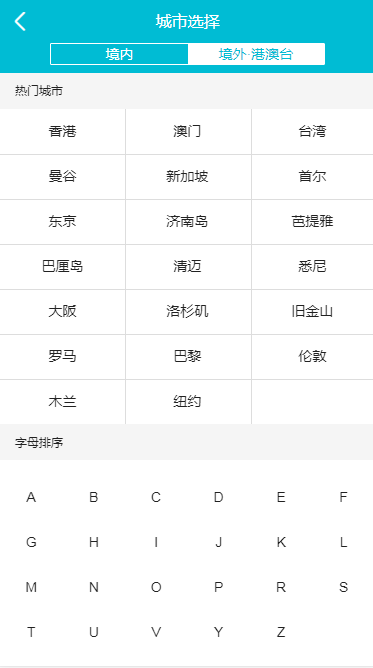 城市选择
境内 境外·港澳台
热门城市
香港 澳门 台湾
曼谷 新加坡 首尔
东京 济南岛 芭提雅
巴厘岛 清迈 悉尼
大阪 洛杉矶 旧金山
罗马 巴黎 伦敦
木兰 纽约
字母排序
A B C D E F
G H I J K L
M N O P R S
T U V Y Z